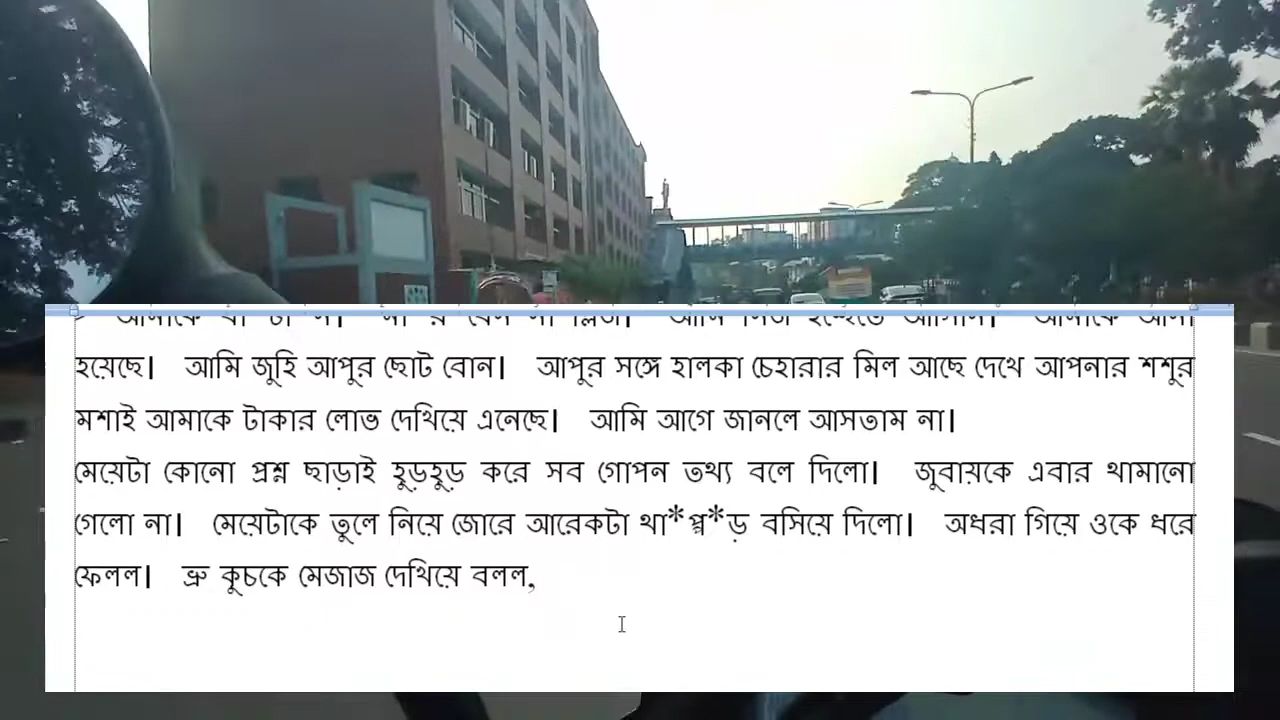 হয়েছে। আমি জুহি আপুর ছোট বোন। আপুর সঙ্গে হালকা চেহারার মিল আছে দেখে আপনার শশুর
মশাই আমাকে টাকার লোভ দেখিয়ে এনেছে। আমি আগে জানলে আসতাম না।
মেয়েটা কোনো প্রশ্ন ছাড়াই হুড়হুড় করে সব গোপন তথ্য বলে দিলো। জুবায়কে এবার থামানো
গেলো না। মেয়েটাকে তুলে নিয়ে জোরে আরেকটা থা*প্প*ড় বসিয়ে দিলো। অধরা গিয়ে ওকে ধরে
ফেলল। ভ্রু কুচকে মেজাজ দেখিয়ে বলল,